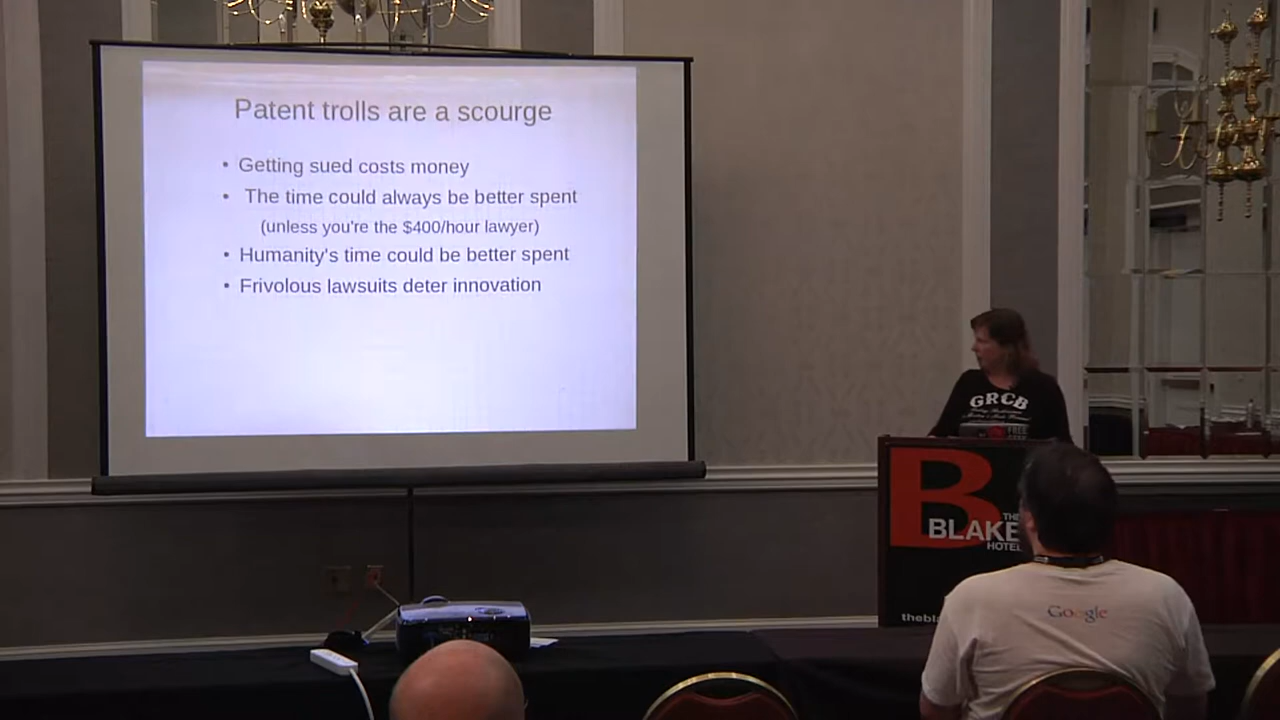 Patent trolls are a scourge
• Getting sued costs money
• The time could always be better spent
(unless you're the $400/hour lawyer)
• Humanity's time could be better spent
• Frivolous lawsuits deter innovation
GRCB
FREE
B
THE
BLAKE
HOTEL
Google